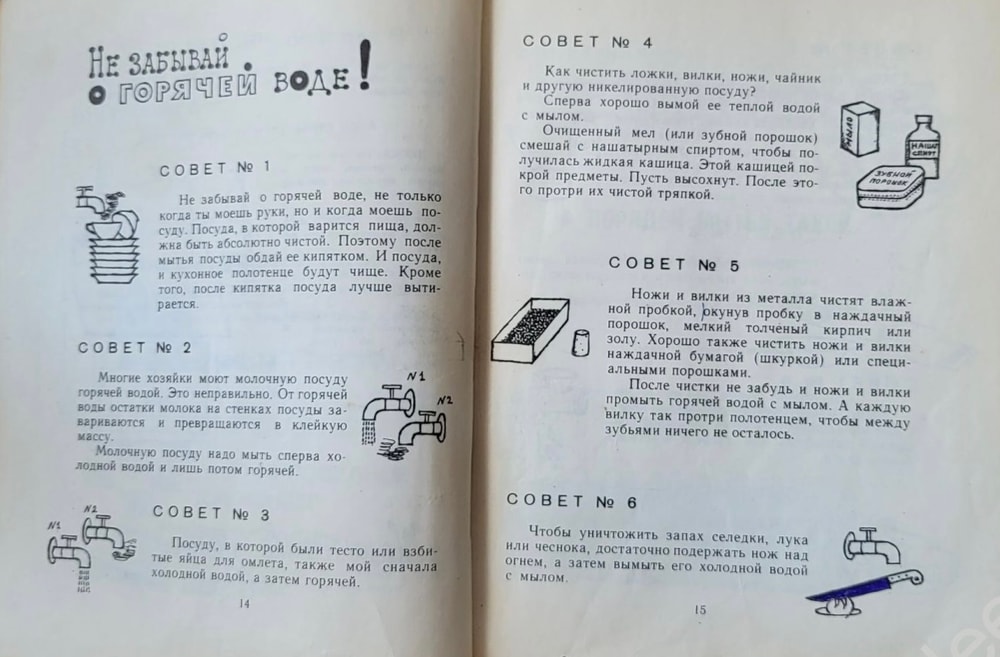 Не забывай
о горячей воде!
СОВЕТ № 1
Не забывай о горячей воде, не только
когда ты моешь руки, но и когда моешь по-
суду. Посуда, в которой варится пища, дол-
жна быть абсолютно чистой. Поэтому после
мытья посуды обдай ее кипятком. И посуда,
и кухонное полотенце будут чище. Кроме
того, после кипятка посуда лучше выти-
рается.
СОВЕТ № 2
Многие хозяйки моют молочную посуду
горячей водой. Это неправильно. От горячей
воды остатки молока на стенках посуды за-
вариваются и превращаются в клейкую
массу.
Молочную посуду надо мыть сперва хо-
лодной водой и лишь потом горячей.
N1
N2
СОВЕТ № 3
Посуду, в которой были тесто или взби-
тые яйца для омлета, также мой сначала
холодной водой, а затем горячей.
N1
N2
14
СОВЕТ № 4
Как чистить ложки, вилки, ножи, чайник
и другую никелированную посуду?
Сперва хорошо вымой ее теплой водой
с мылом.
Очищенный мел (или зубной порошок)
смешай с нашатырным спиртом, чтобы по-
лучилась жидкая кашица. Этой кашицей по-
крой предметы. Пусть высохнут. После это-
го протри их чистой тряпкой.
МЫЛО
НАШАТ
СПИРТ
ЗУБНОЙ
ПОРОШОК
СОВЕТ № 5
Ножи и вилки из металла чистят влаж-
ной пробкой, окунув пробку в наждачный
порошок, мелкий толченый кирпич или
золу. Хорошо также чистить ножи и вилки
наждачной бумагой (шкуркой) или специ-
альными порошками.
После чистки не забудь и ножи и вилки
промыть горячей водой с мылом. А каждую
вилку так протри полотенцем, чтобы между
зубьями ничего не осталось.
СОВЕТ № 6
Чтобы уничтожить запах селедки, лука
или чеснока, достаточно подержать нож над
огнем, а затем вымыть его холодной водой
с мылом.
15